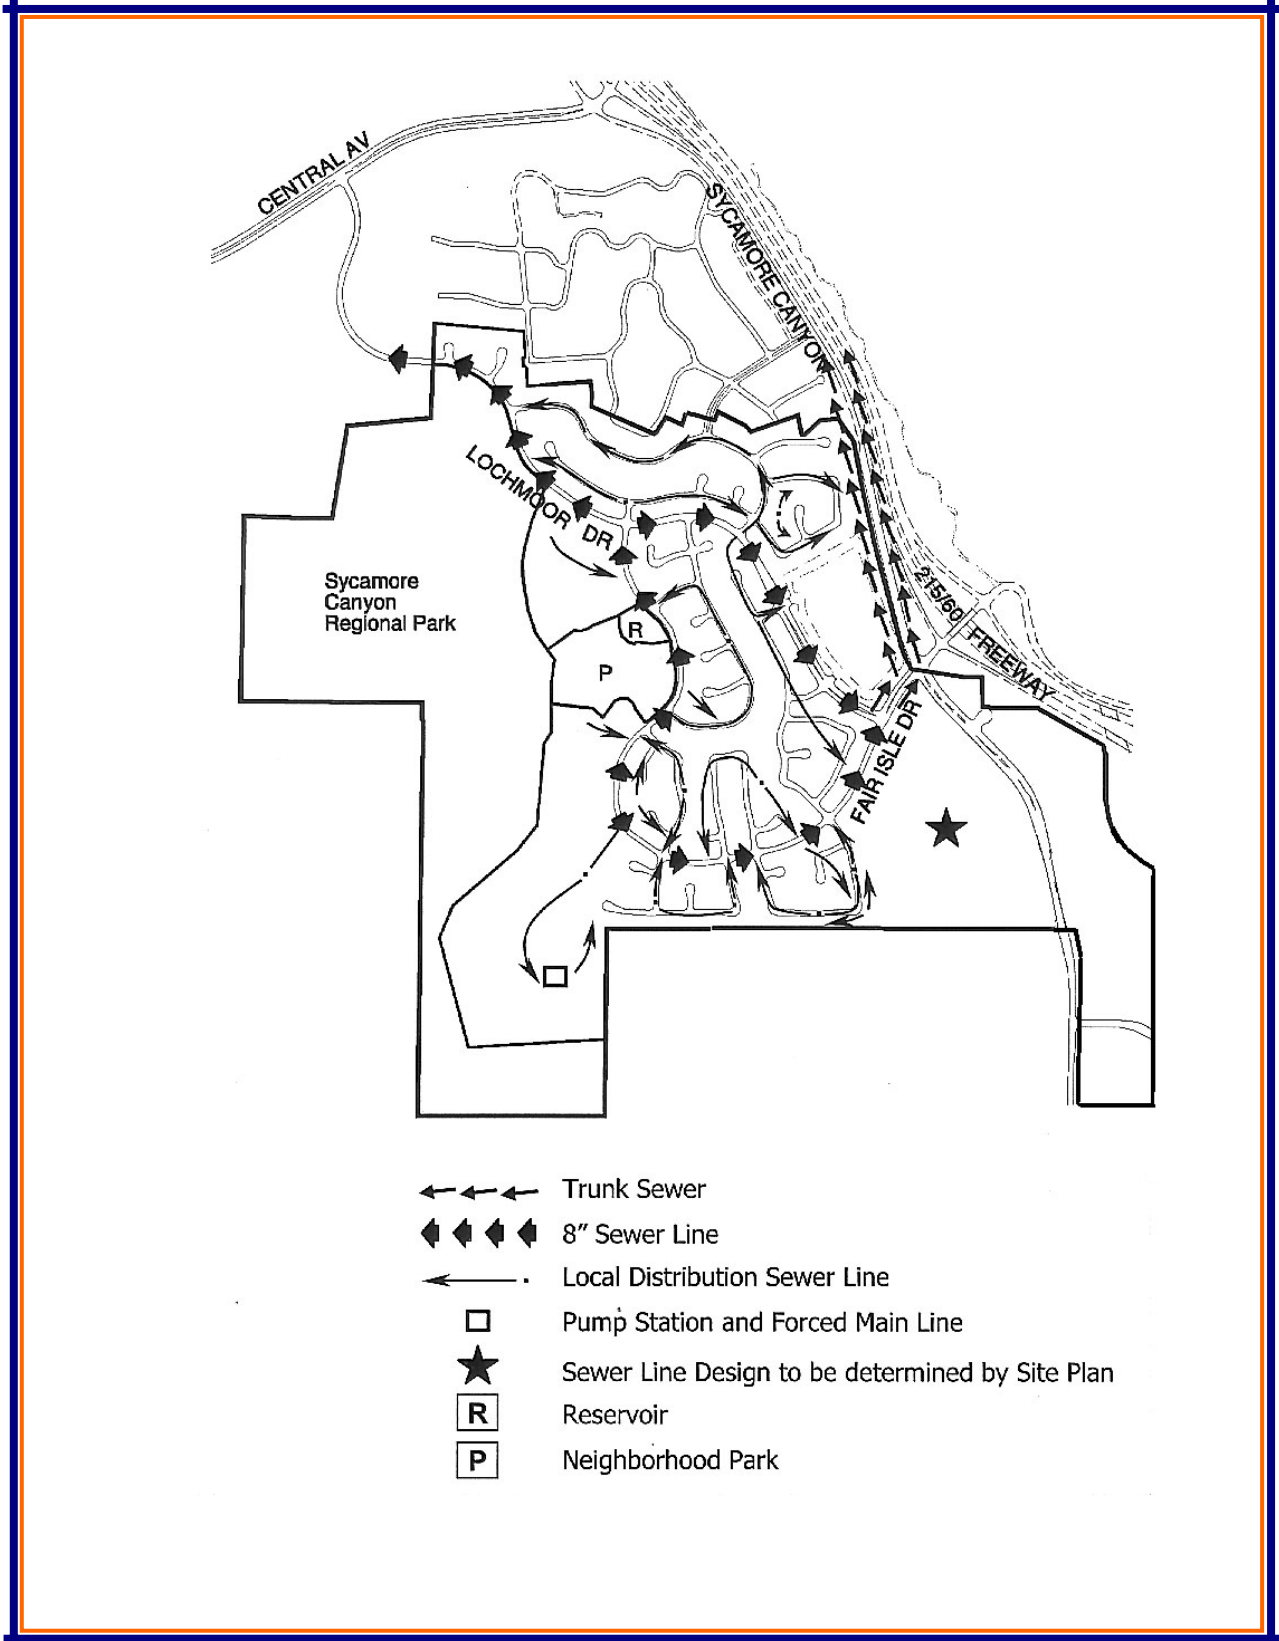 CENTRAL AV
SYCAMORE CANYON
LOCHMOOR DR
Sycamore
Canyon
Regional Park
R
P
215/60 FREEWAY
FAIR ISLE DR
Trunk Sewer
8" Sewer Line
Local Distribution Sewer Line
Pump Station and Forced Main Line
Sewer Line Design to be determined by Site Plan
R Reservoir
P Neighborhood Park